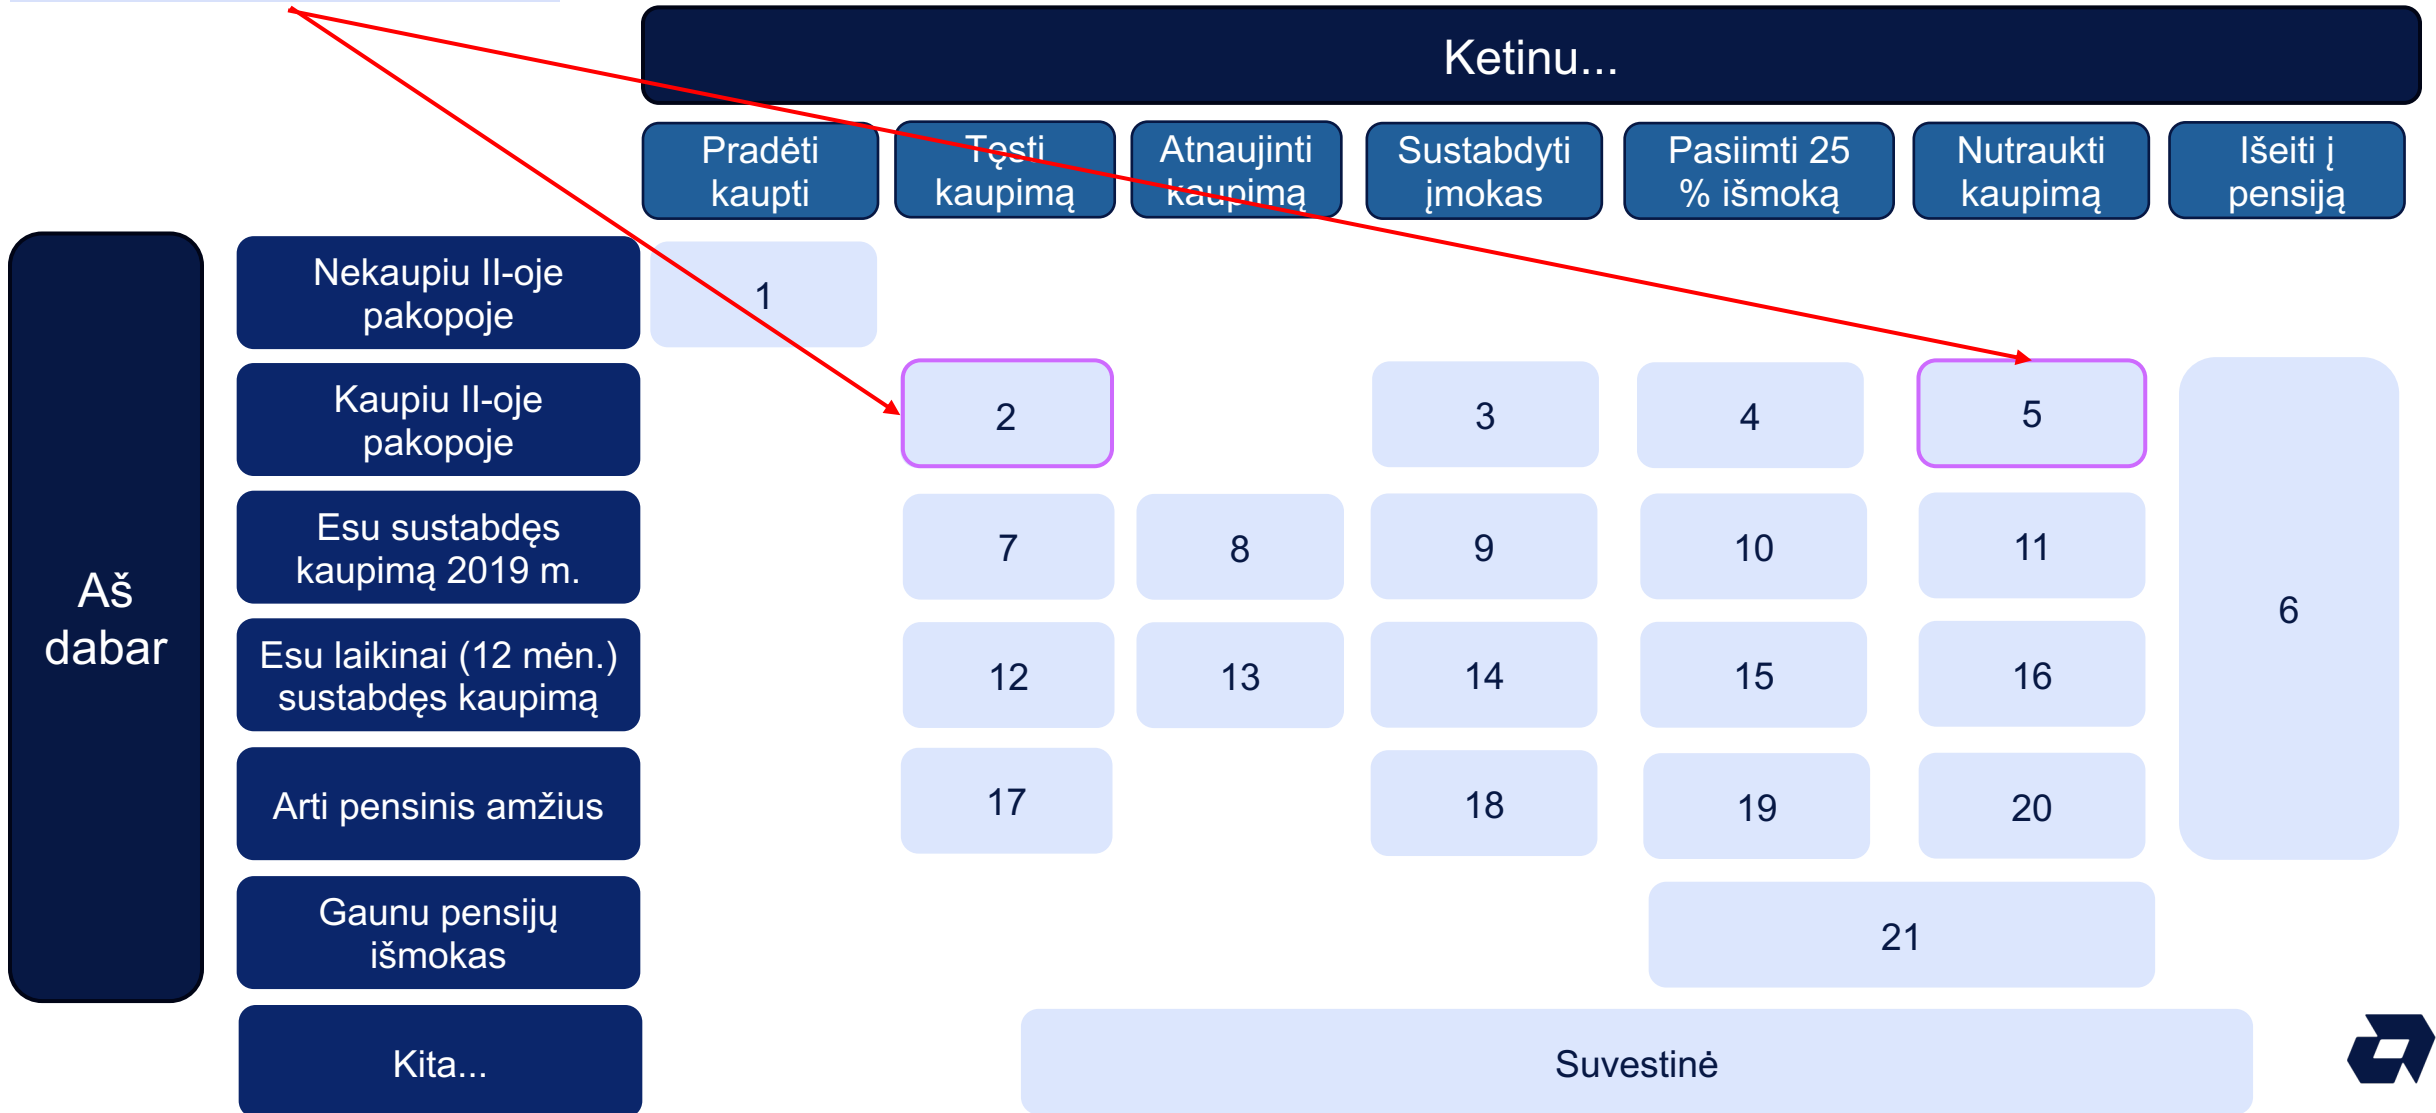 Ketinu...
Pradėti
kaupti
Tęsti
kaupimą
Atnaujinti
kaupimą
Sustabdyti
įmokas
Pasiimti 25
% išmoką
Nutraukti
kaupimą
Išeiti į
pensiją
Aš
dabar
Nekaupiu II-oje
pakopoje
1
Kaupiu II-oje
pakopoje
2
3
4
5
6
Esu sustabdęs
kaupimą 2019 m.
7
8
9
10
11
Esu laikinai (12 mėn.)
sustabdęs kaupimą
12
13
14
15
16
Arti pensinis amžius
17
18
19
20
Gaunu pensijų
išmokas
21
Kita...
Suvestinė